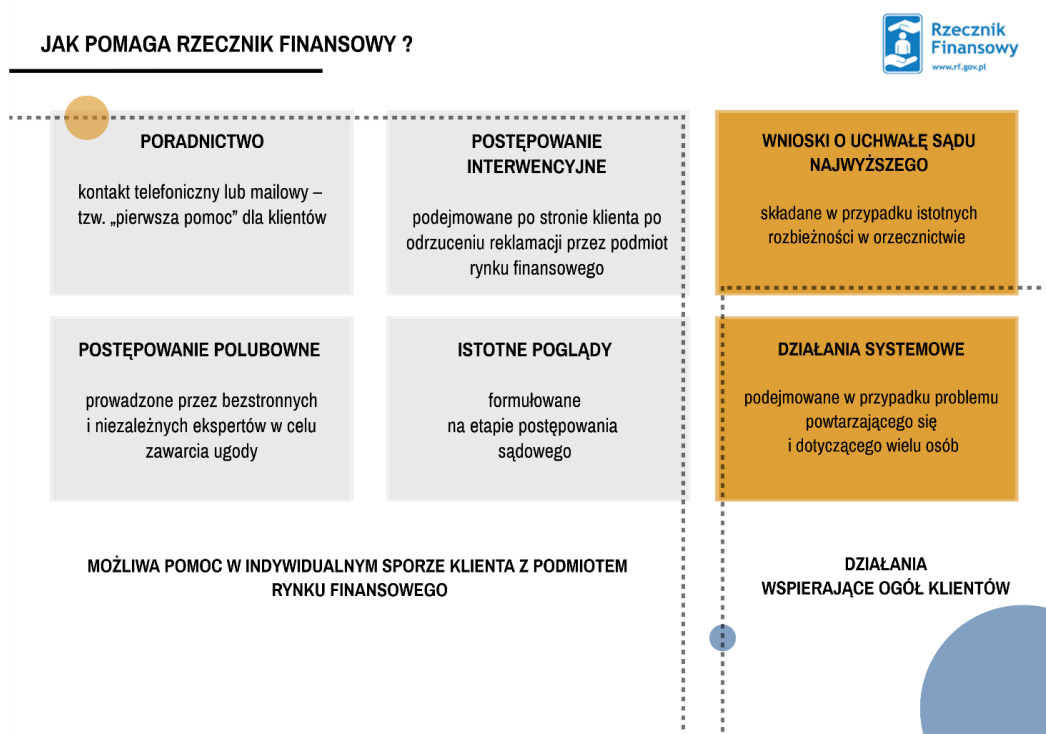 JAK POMAGA RZECZNIK FINANSOWY ?
Rzecznik
Finansowy
www.rf.gov.pl
PORADNICTWO
kontakt telefoniczny lub mailowy –
tzw. „pierwsza pomoc” dla klientów
POSTĘPOWANIE
INTERWENCYJNE
podejmowane po stronie klienta po
odrzuceniu reklamacji przez podmiot
rynku finansowego
WNIOSKI O UCHWAŁĘ SĄDU
NAJWYŻSZEGO
składane w przypadku istotnych
rozbieżności w orzecznictwie
POSTĘPOWANIE POLUBOWNE
prowadzone przez bezstronnych
i niezależnych ekspertów w celu
zawarcia ugody
ISTOTNE POGLĄDY
formułowane
na etapie postępowania
sądowego
DZIAŁANIA SYSTEMOWE
podejmowane w przypadku problemu
powtarzającego się
i dotyczącego wielu osób
MOŻLIWA POMOC W INDYWIDUALNYM SPORZE KLIENTA Z PODMIOTEM
RYNKU FINANSOWEGO
DZIAŁANIA
WSPIERAJĄCE OGÓŁ KLIENTÓW